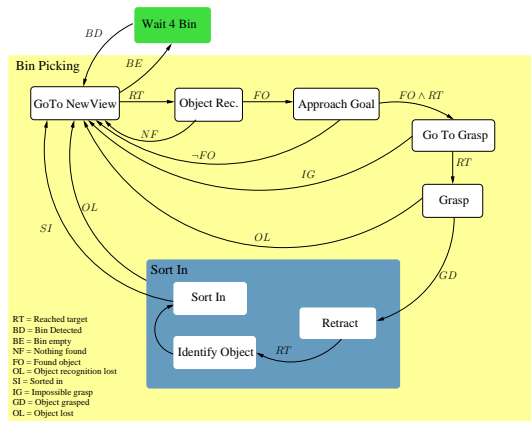 Wait 4 Bin
BD
BE
Bin Picking
GoTo NewView
RT
Object Rec.
FO
Approach Goal
FO ∧ RT
NF
¬FO
Go To Grasp
IG
RT
Grasp
OL
OL
SI
GD
Sort In
Sort In
Retract
Identify Object
RT
RT = Reached target
BD = Bin Detected
BE = Bin empty
NF = Nothing found
FO = Found object
OL = Object recognition lost
SI = Sorted in
IG = Impossible grasp
GD = Object grasped
OL = Object lost